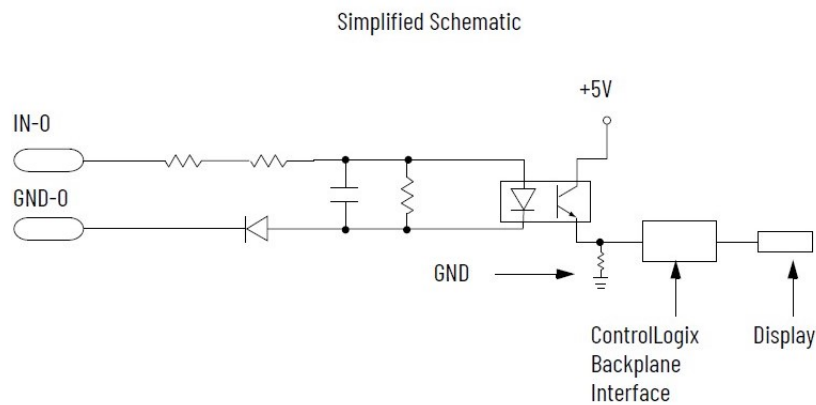 Simplified Schematic
+5V
IN-0
GND-0
GND
ControlLogix
Backplane
Interface
Display